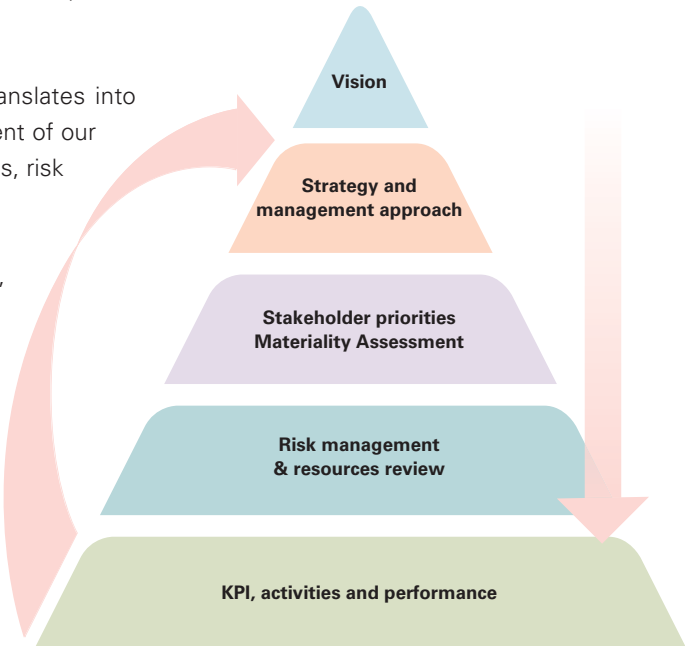 Vision
anslates into
ent of our
s, risk
Strategy and
management approach
,
Stakeholder priorities
Materiality Assessment
Risk management
& resources review
KPI, activities and performance